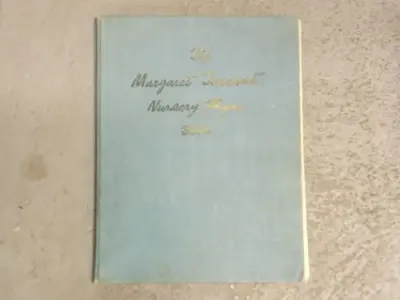 The
Margaret Tarrant
Nursery Rhyme
Book